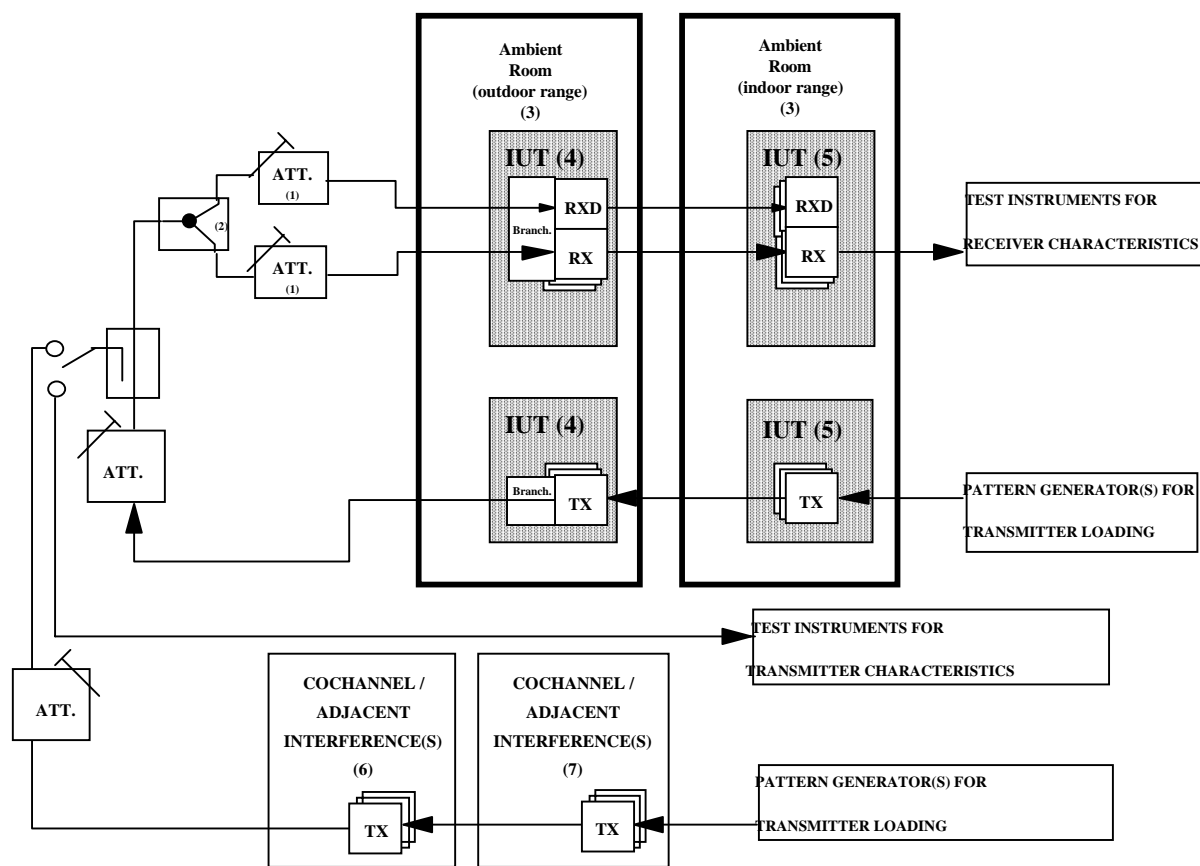 Ambient
Room
(outdoor range)
(3)
Ambient
Room
(indoor range)
(3)
IUT (4)
IUT (5)
ATT.
(1)
(2)
RXD
Branch.
RX
RXD
RX
ATT.
(1)
TEST INSTRUMENTS FOR
RECEIVER CHARACTERISTICS
ATT.
IUT (4)
Branch.
TX
IUT (5)
TX
PATTERN GENERATOR(S) FOR
TRANSMITTER LOADING
TEST INSTRUMENTS FOR
TRANSMITTER CHARACTERISTICS
ATT.
COCHANNEL /
ADJACENT
INTERFERENCE(S)
(6)
TX
COCHANNEL /
ADJACENT
INTERFERENCE(S)
(7)
TX
PATTERN GENERATOR(S) FOR
TRANSMITTER LOADING